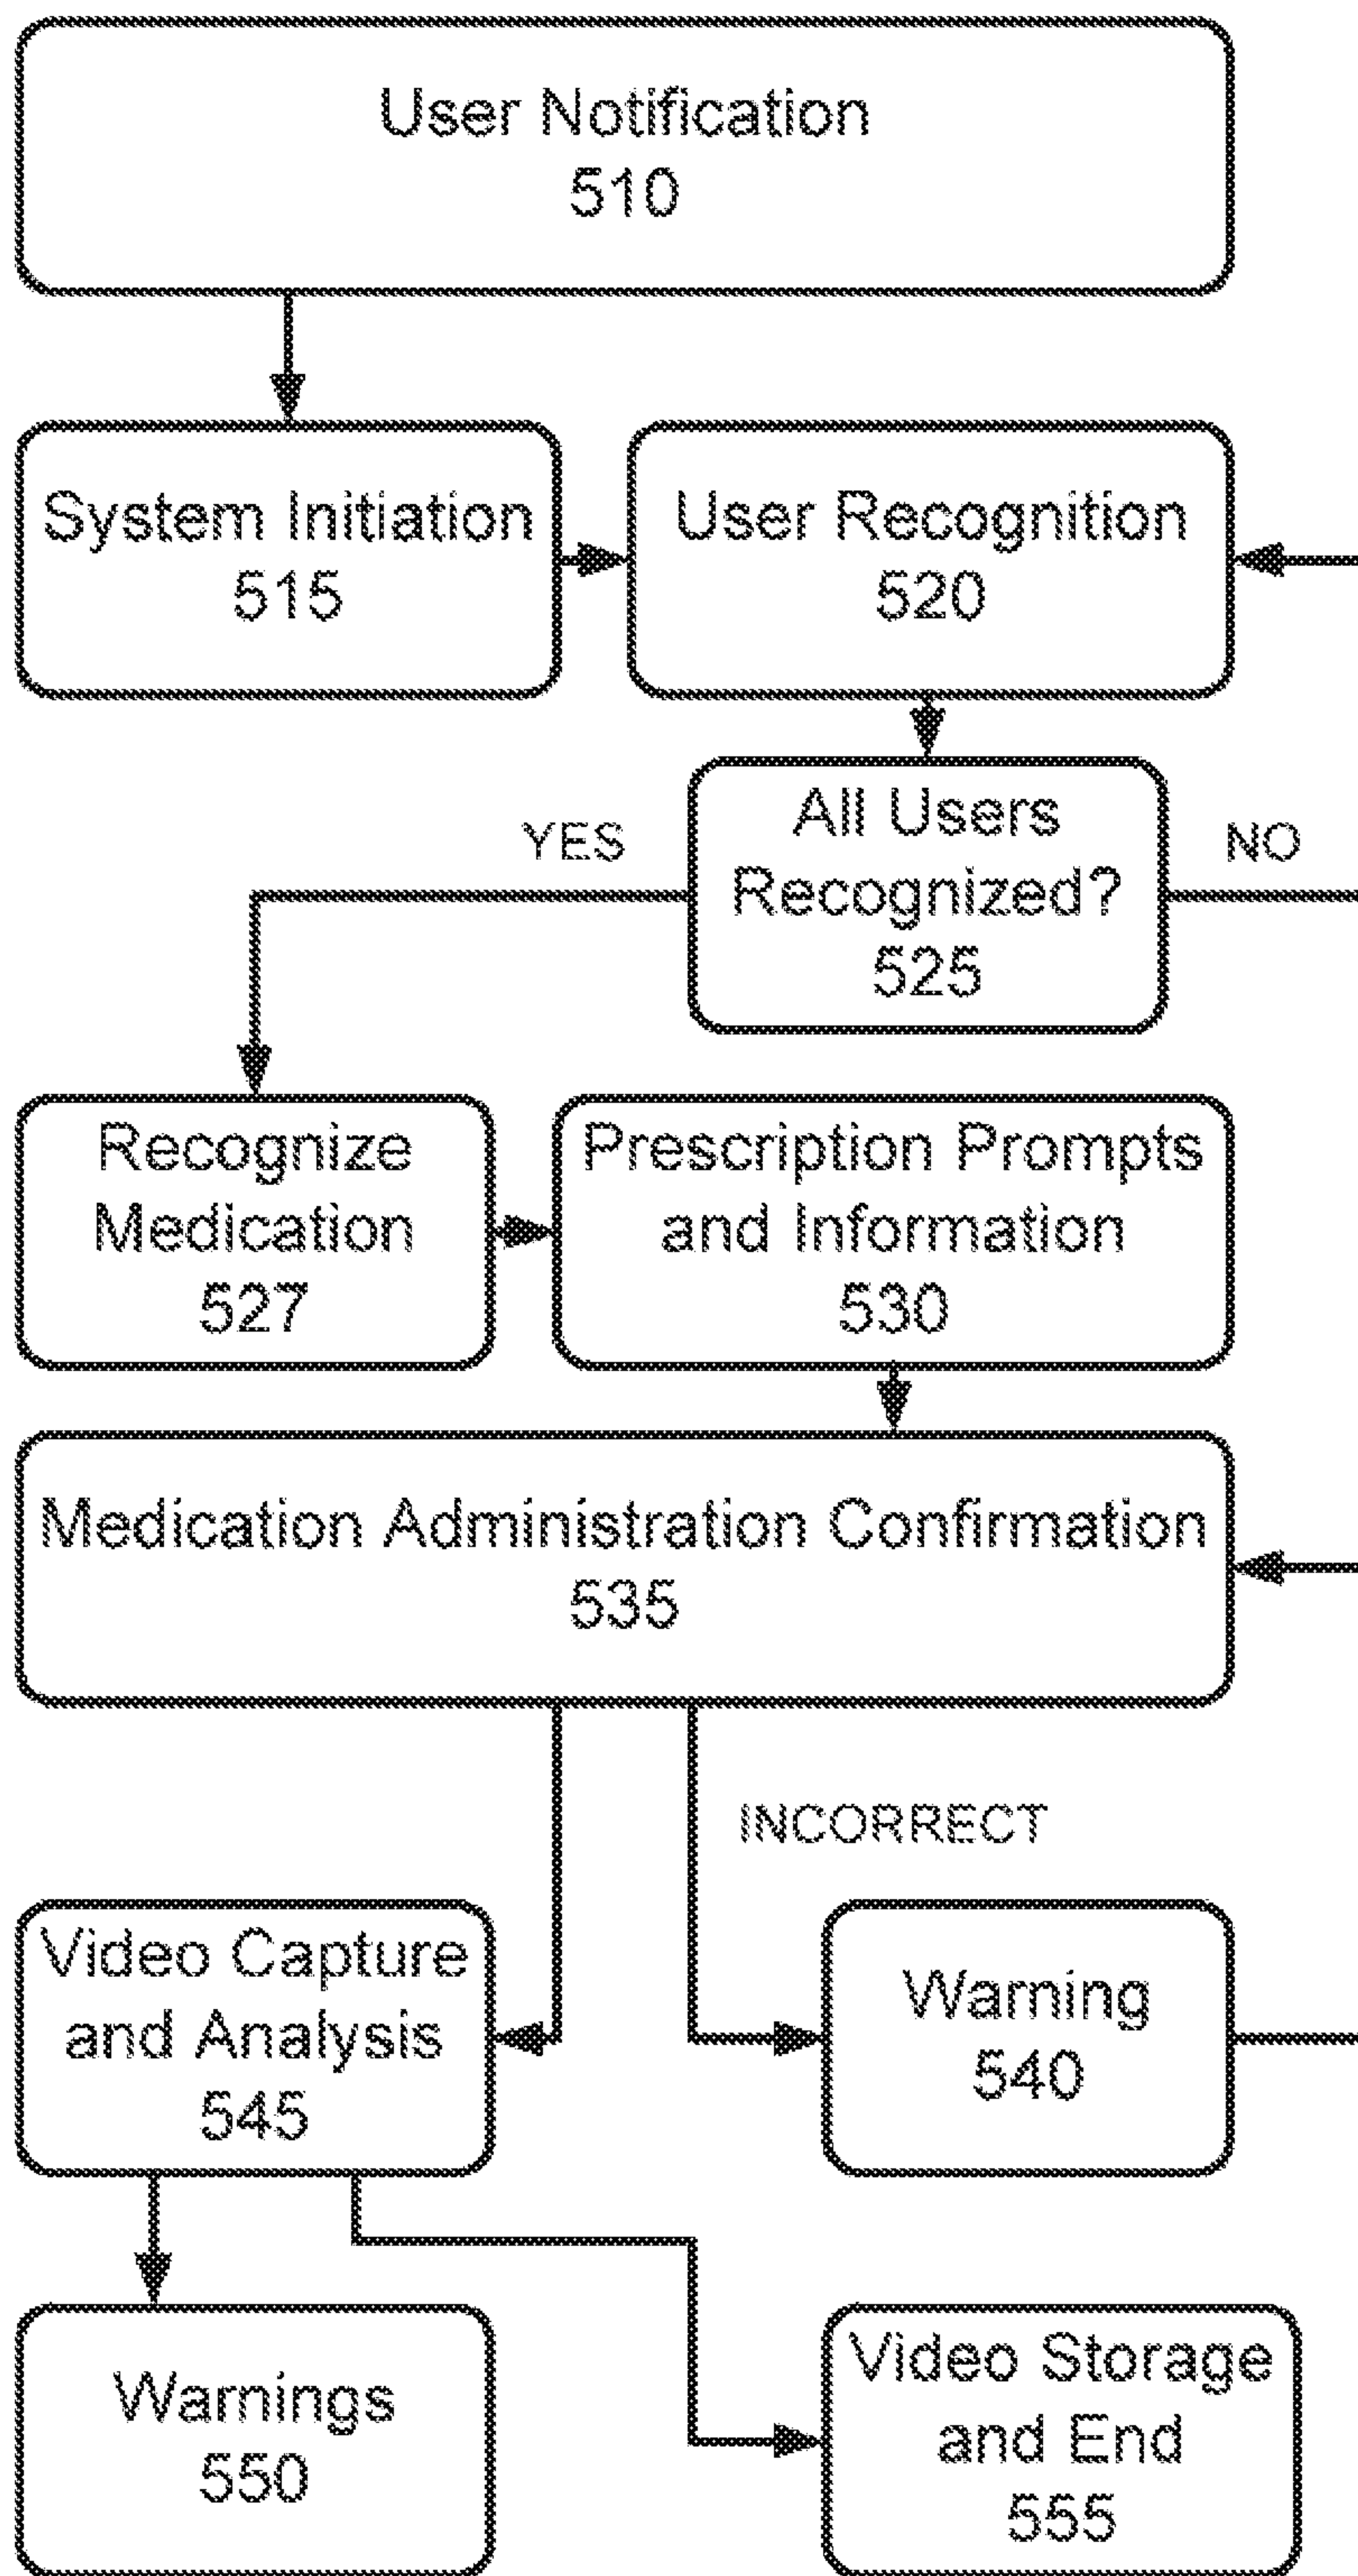 User Notification
510
System Initiation
515
User Recognition
520
All Users
Recognized?
525
YES
NO
Recognize
Medication
527
Prescription Prompts
and Information
530
Medication Administration Confirmation
535
INCORRECT
Video Capture
and Analysis
545
Warning
540
Warnings
550
Video Storage
and End
555